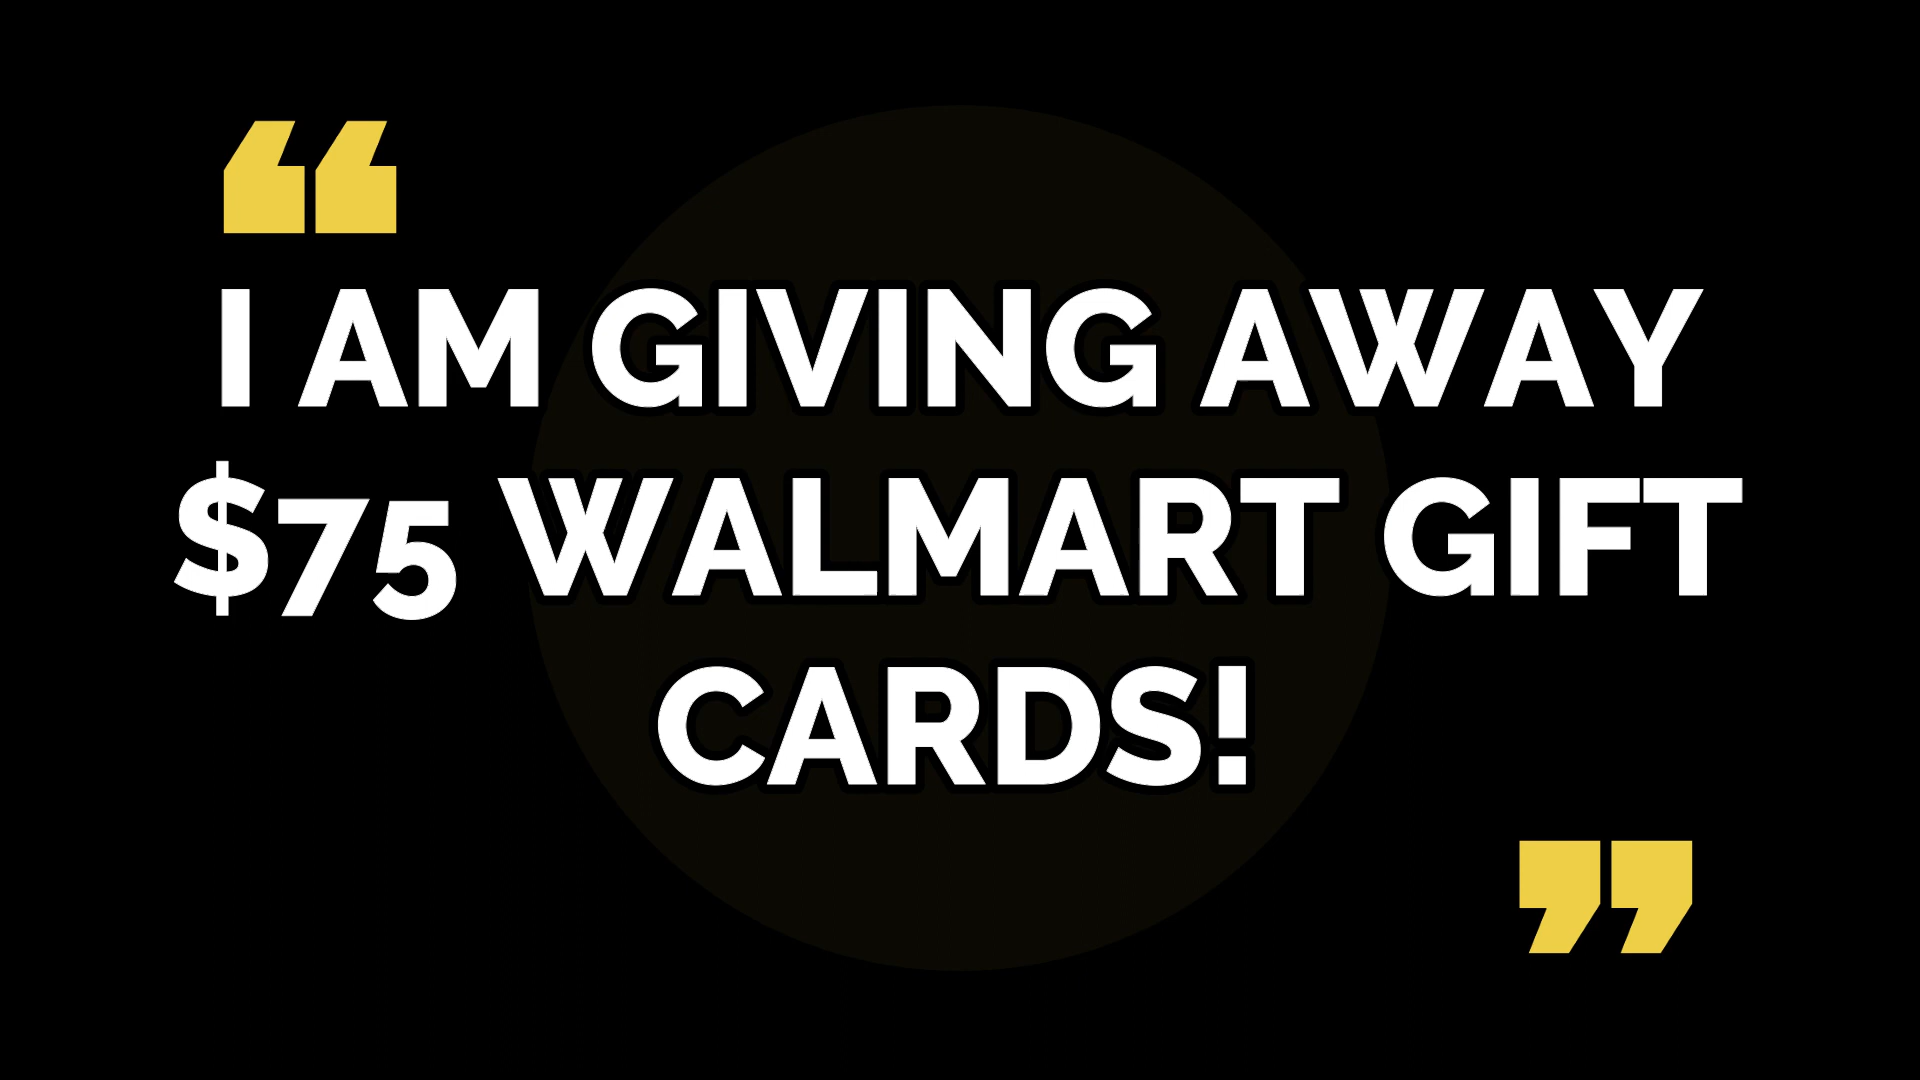 “
I AM GIVING AWAY
$75 WALMART GIFT
CARDS!
”